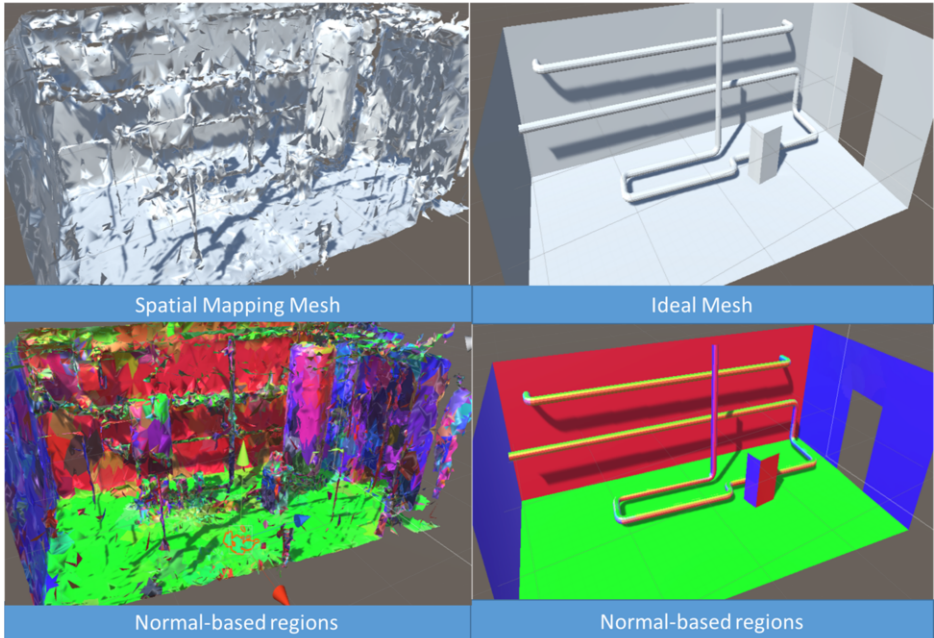 Spatial Mapping Mesh
Ideal Mesh
Normal-based regions
Normal-based regions